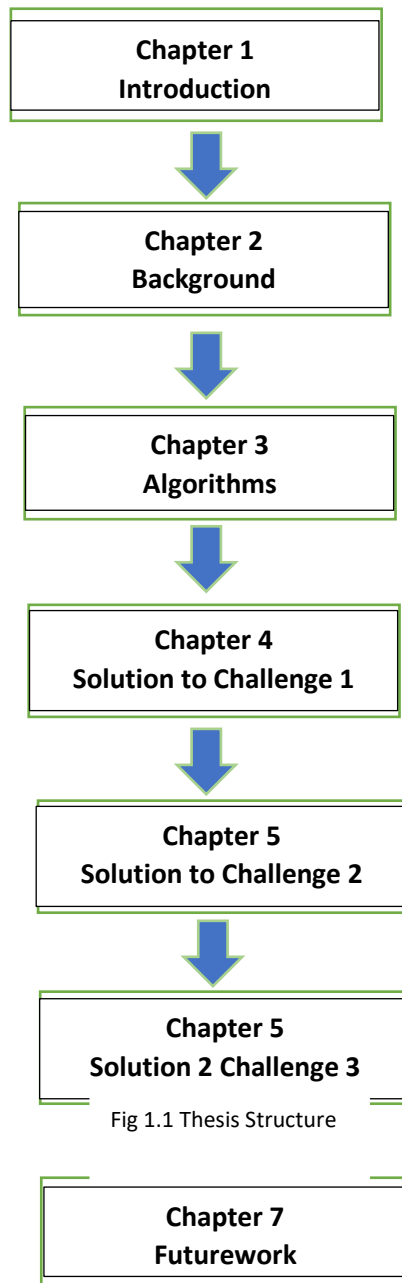 Chapter 1
Introduction
Chapter 2
Background
Chapter 3
Algorithms
Chapter 4
Solution to Challenge 1
Chapter 5
Solution to Challenge 2
Chapter 5
Solution 2 Challenge 3
Fig 1.1 Thesis Structure
Chapter 7
Futurework